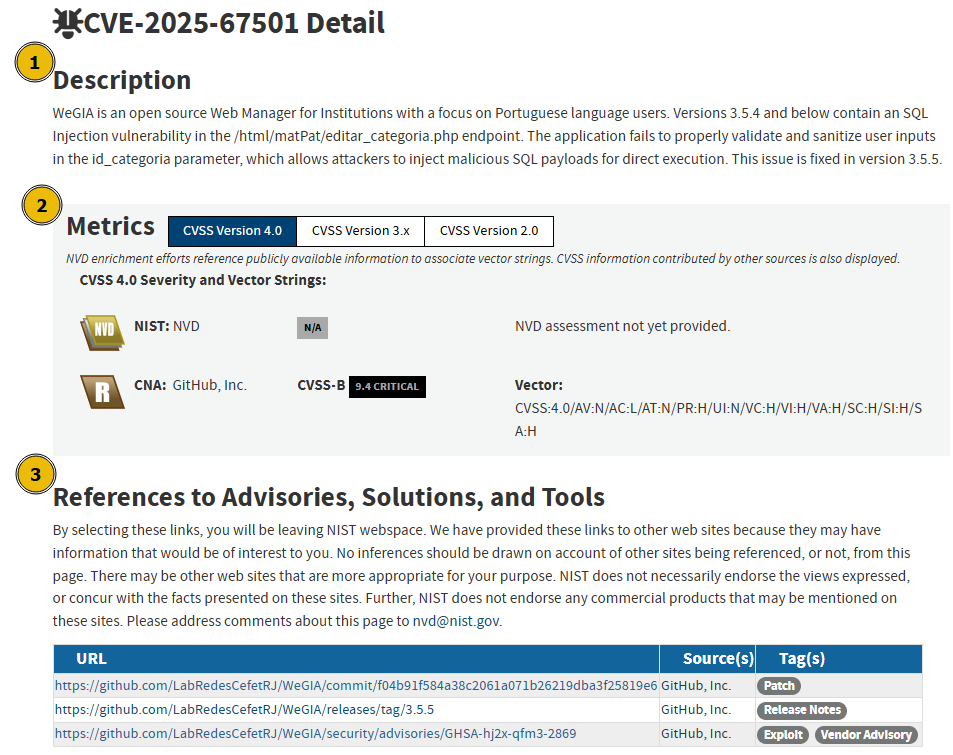 CVE-2025-67501 Detail
1
Description
WeGIA is an open source Web Manager for Institutions with a focus on Portuguese language users. Versions 3.5.4 and below contain an SQL
Injection vulnerability in the /html/matPat/editar_categoria.php endpoint. The application fails to properly validate and sanitize user inputs
in the id_categoria parameter, which allows attackers to inject malicious SQL payloads for direct execution. This issue is fixed in version 3.5.5.
2
Metrics CVSS Version 4.0 CVSS Version 3.x CVSS Version 2.0
NVD enrichment efforts reference publicly available information to associate vector strings. CVSS information contributed by other sources is also displayed.
CVSS 4.0 Severity and Vector Strings:
NVD NIST: NVD N/A NVD assessment not yet provided.
R CNA: GitHub, Inc. CVSS-B 9.4 CRITICAL Vector:
CVSS:4.0/AV:N/AC:L/AT:N/PR:H/UI:N/VC:H/VI:H/VA:H/SC:H/SI:H/S
A:H
3
References to Advisories, Solutions, and Tools
By selecting these links, you will be leaving NIST webspace. We have provided these links to other web sites because they may have
information that would be of interest to you. No inferences should be drawn on account of other sites being referenced, or not, from this
page. There may be other web sites that are more appropriate for your purpose. NIST does not necessarily endorse the views expressed,
or concur with the facts presented on these sites. Further, NIST does not endorse any commercial products that may be mentioned on
these sites. Please address comments about this page to nvd@nist.gov.
URL Source(s) Tag(s)
https://github.com/LabRedesCefetRJ/WeGIA/commit/f04b91f584a38c2061a071b26219dba3f25819e6 GitHub, Inc. Patch
https://github.com/LabRedesCefetRJ/WeGIA/releases/tag/3.5.5 GitHub, Inc. Release Notes
https://github.com/LabRedesCefetRJ/WeGIA/security/advisories/GHSA-hj2x-qfm3-2869 GitHub, Inc. Exploit Vendor Advisory